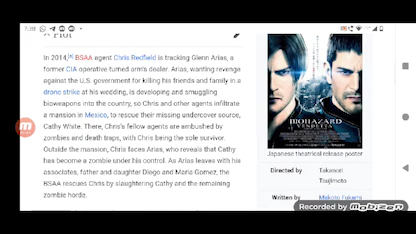 Plot
In 2014,[a] BSAA agent Chris Redfield is tracking Glenn Arias, a
former CIA operative turned arm's dealer. Arias, wanting revenge
against the U.S. government for killing his friends and family in a
drone strike at his wedding, is developing and smuggling
bioweapons into the country, so Chris and other agents infiltrate
a mansion in Mexico, to rescue their missing undercover source,
Cathy White. There, Chris's fellow agents are ambushed by
zombies and death traps, with Chris being the sole survivor.
Outside the mansion, Chris faces Arias, who reveals that Cathy
has become a zombie under his control. As Arias leaves with his
associates, father and daughter Diego and Maria Gomez, the
BSAA rescues Chris by slaughtering Cathy and the remaining
zombie horde.
BIOHAZARD
VENDETTA
Japanese theatrical release poster
Directed by
Takanori
Tsujimoto
Written by
Makoto Fukami
Recorded by
Mobizen